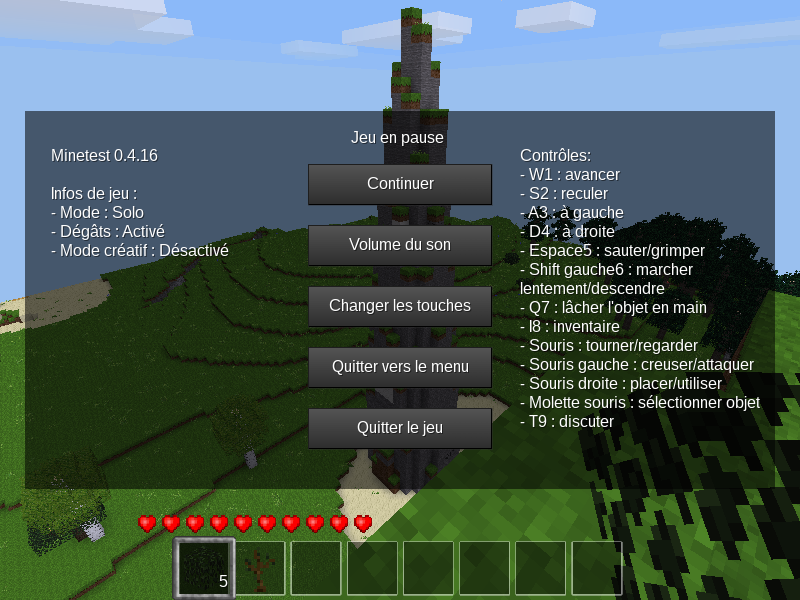 Jeu en pause
Minetest 0.4.16
Infos de jeu :
- Mode : Solo
- Dégâts : Activé
- Mode créatif : Désactivé
Continuer
Volume du son
Changer les touches
Quitter vers le menu
Quitter le jeu
Contrôles:
- W1 : avancer
- S2 : reculer
- A3 : à gauche
- D4 : à droite
- Espace5 : sauter/grimper
- Shift gauche6 : marcher
lentement/descendre
- Q7 : lâcher l'objet en main
- I8 : inventaire
- Souris : tourner/regarder
- Souris gauche : creuser/attaquer
- Souris droite : placer/utiliser
- Molette souris : sélectionner objet
- T9 : discuter
5